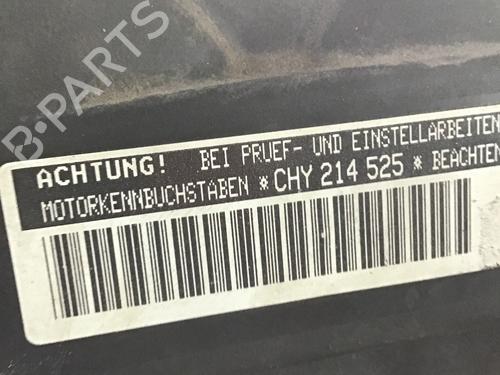 B-PARTS
ACHTUNG! BEI PRUEF- UND EINSTELLARBEITEN
MOTORKENNBUCHSTABEN * CHY 214 525 * BEACHTEN